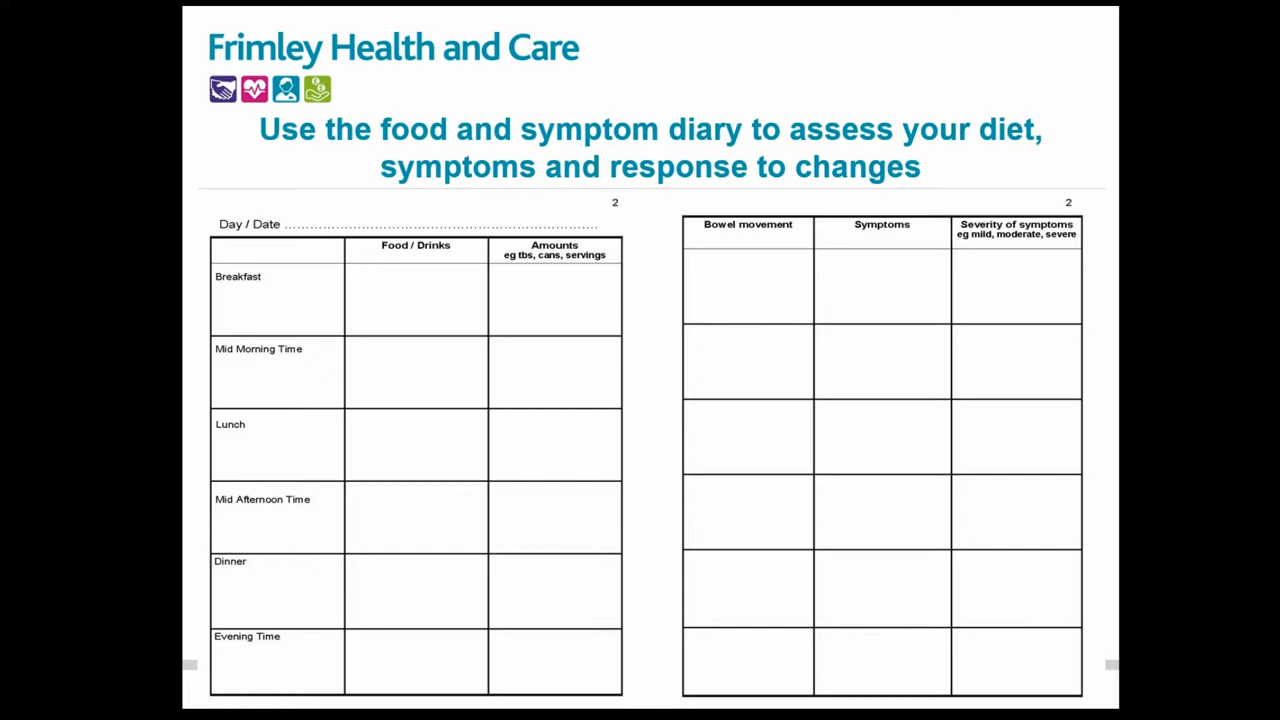 Frimley Health and Care
Use the food and symptom diary to assess your diet,
symptoms and response to changes
2
Day / Date ........................................................................
Food / Drinks
Amounts
eg tbs, cans, servings
Breakfast
Mid Morning Time
Lunch
Mid Afternoon Time
Dinner
Evening Time
2
Bowel movement
Symptoms
Severity of symptoms
eg mild, moderate, severe